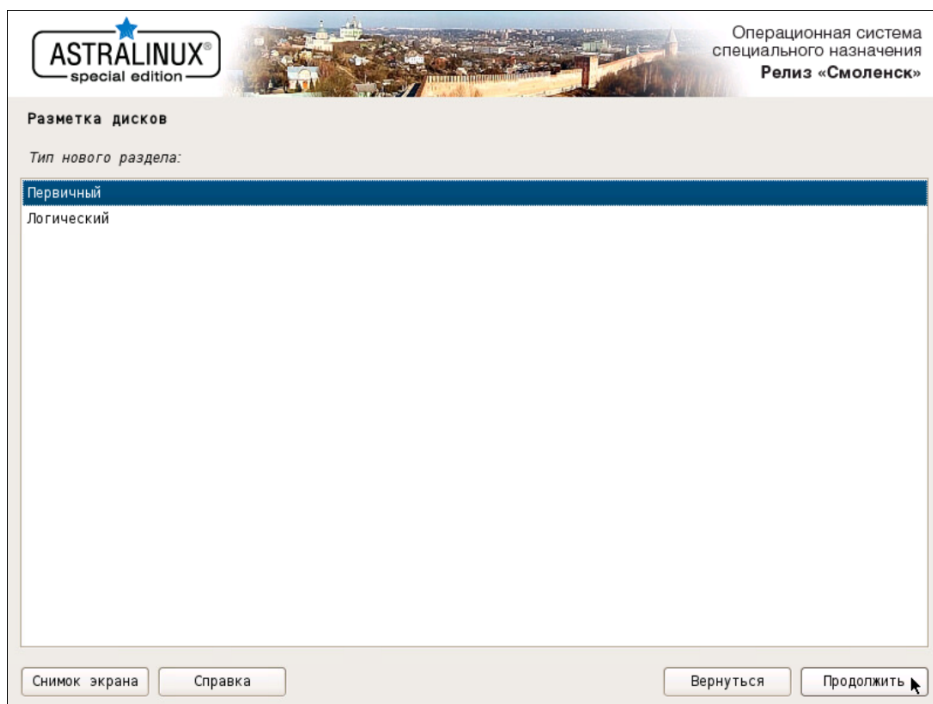 ASTRALINUX®
special edition
Операционная система
специального назначения
Релиз «Смоленск»
Разметка дисков
Тип нового раздела:
Первичный
Логический
Снимок экрана
Справка
Вернуться
Продолжить